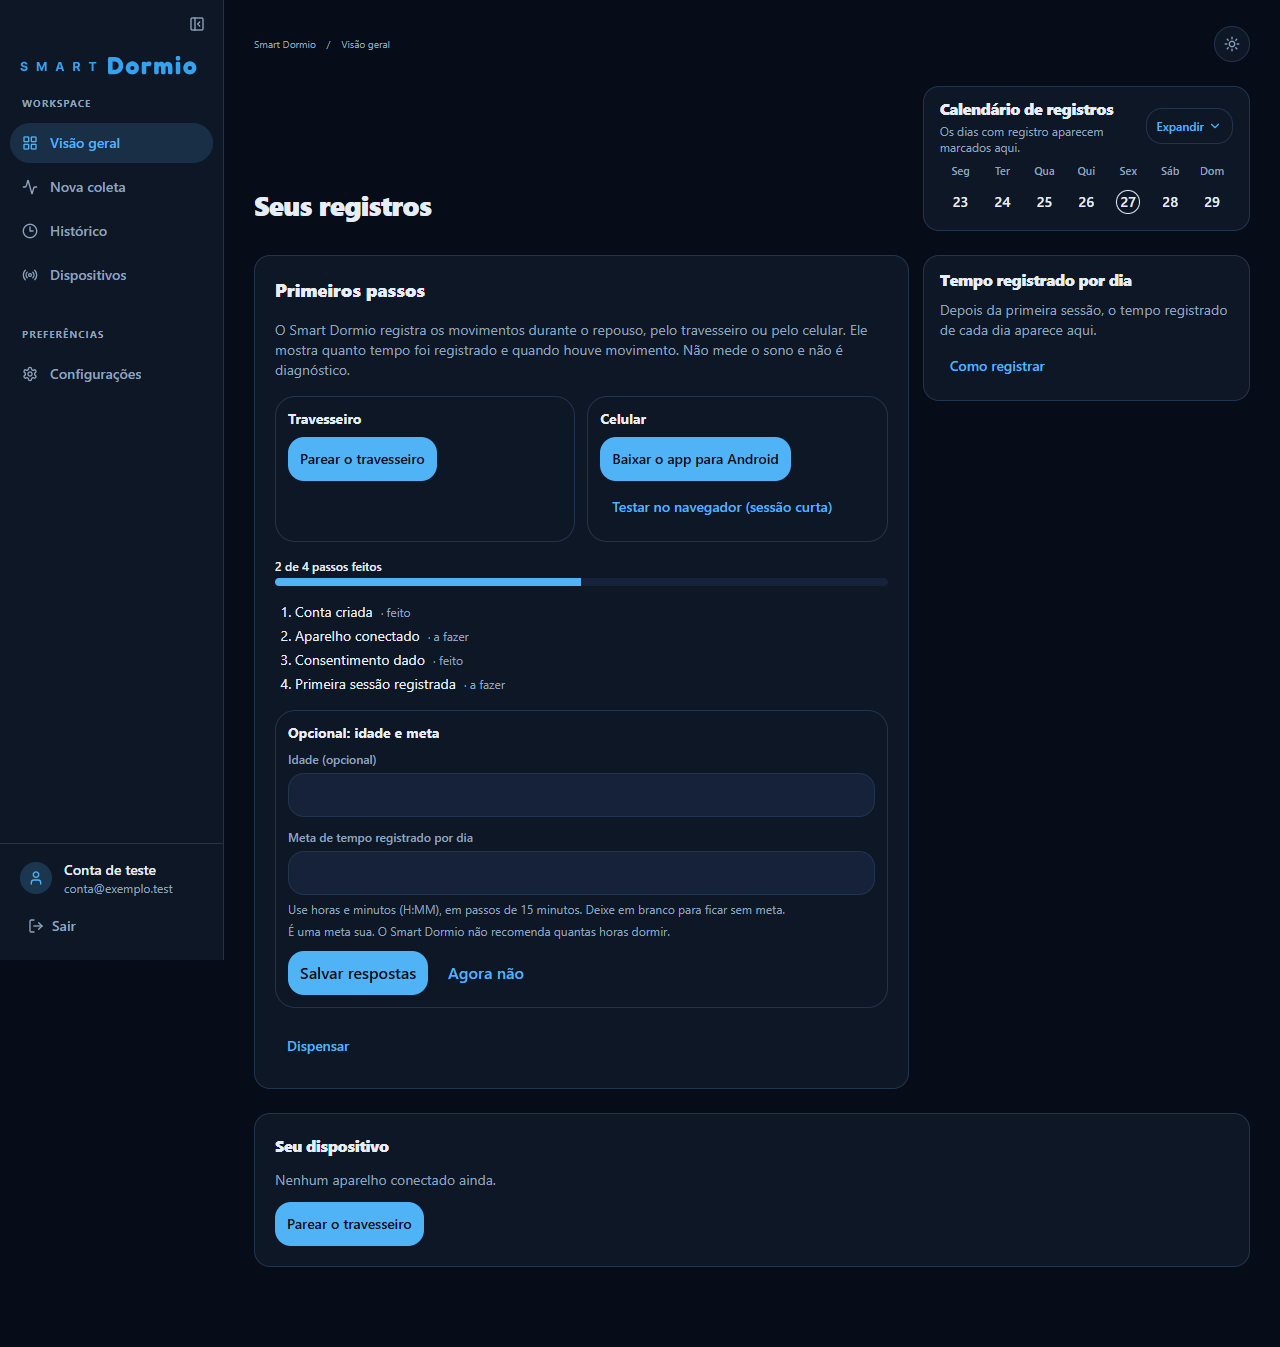 SMART Dormio
WORKSPACE
Visão geral
Nova coleta
Histórico
Dispositivos
PREFERÊNCIAS
Configurações
Conta de teste
conta@exemplo.test
Sair
Smart Dormio / Visão geral
Seus registros
Calendário de registros
Os dias com registro aparecem
marcados aqui.
Expandir
Seg Ter Qua Qui Sex Sáb Dom
23 24 25 26 27 28 29
Primeiros passos
O Smart Dormio registra os movimentos durante o repouso, pelo travesseiro ou pelo celular. Ele
mostra quanto tempo foi registrado e quando houve movimento. Não mede o sono e não é
diagnóstico.
Travesseiro
Parear o travesseiro
Celular
Baixar o app para Android
Testar no navegador (sessão curta)
2 de 4 passos feitos
1. Conta criada · feito
2. Aparelho conectado · a fazer
3. Consentimento dado · feito
4. Primeira sessão registrada · a fazer
Opcional: idade e meta
Idade (opcional)
Meta de tempo registrado por dia
Use horas e minutos (H:MM), em passos de 15 minutos. Deixe em branco para ficar sem meta.
É uma meta sua. O Smart Dormio não recomenda quantas horas dormir.
Salvar respostas
Agora não
Dispensar
Tempo registrado por dia
Depois da primeira sessão, o tempo registrado
de cada dia aparece aqui.
Como registrar
Seu dispositivo
Nenhum aparelho conectado ainda.
Parear o travesseiro